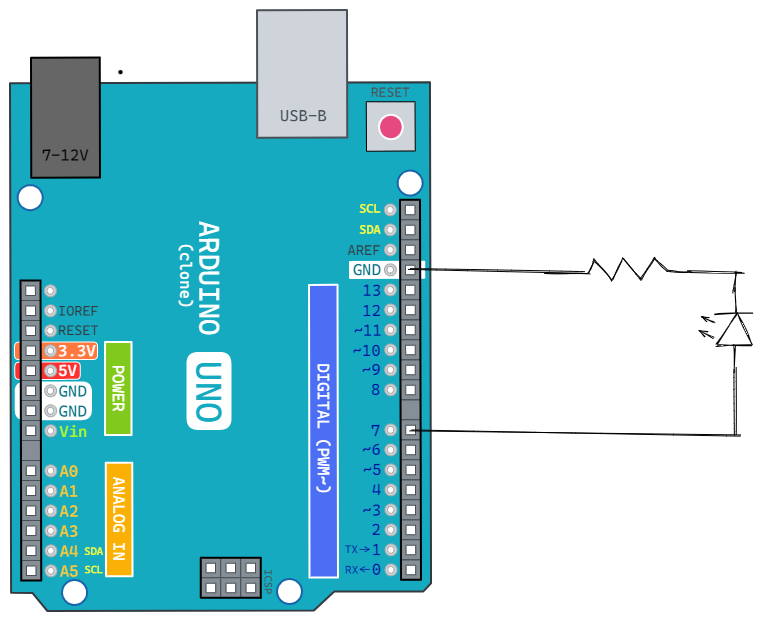 7-12V
USB-B
RESET
ARDUINO
(clone)
UNO
SCL
SDA
AREF
GND
13
12
~11
~10
~9
8
7
~6
~5
4
~3
2
TX→1
RX←0
DIGITAL (PWM~)
IOREF
RESET
3.3V
5V
GND
GND
Vin
POWER
A0
A1
A2
A3
A4 SDA
A5 SCL
ANALOG IN
ICSP